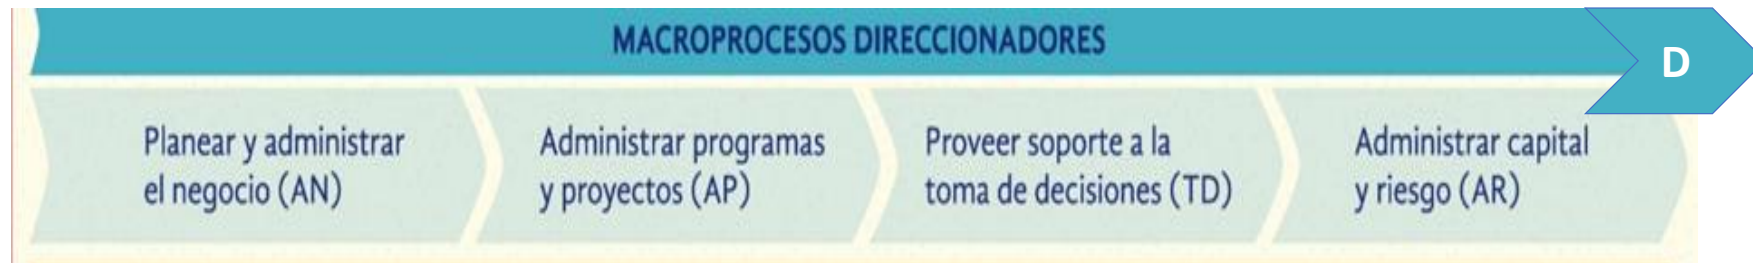 MACROPROCESOS DIRECCIONADORES
D
Planear y administrar
el negocio (AN)
Administrar programas
y proyectos (AP)
Proveer soporte a la
toma de decisiones (TD)
Administrar capital
y riesgo (AR)